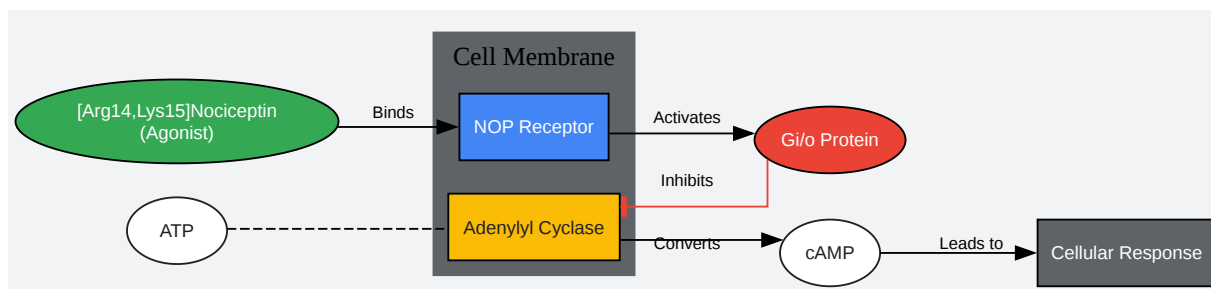 Cell Membrane
[Arg14,Lys15]Nociceptin
(Agonist)
Binds
NOP Receptor
Activates
Gi/o Protein
Inhibits
ATP
Adenylyl Cyclase
Converts
cAMP
Leads to
Cellular Response